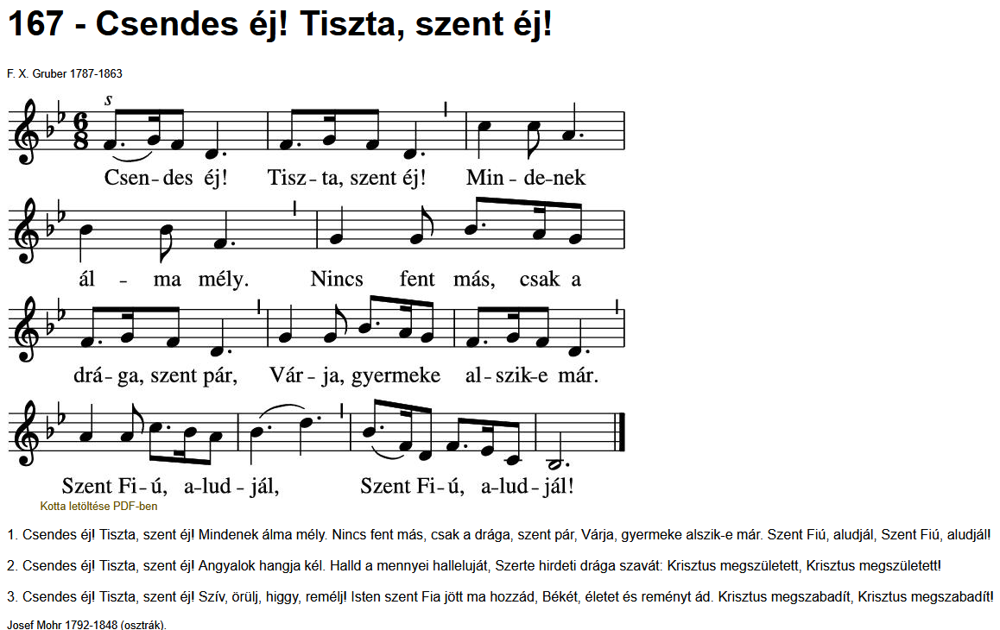 167 - Csendes éj! Tiszta, szent éj!
F. X. Gruber 1787-1863
s
6
8
Csen-des éj! Tisz-ta, szent éj! Min-de-nek
ál - ma mély. Nincs fent más, csak a
drá-ga, szent pár, Vár-ja, gyermeke al-szik-e már.
Szent Fi-ú, a-lud-jál, Szent Fi-ú, a-lud-jál!
Kotta letöltése PDF-ben
1. Csendes éj! Tiszta, szent éj! Mindenek álma mély. Nincs fent más, csak a drága, szent pár, Várja, gyermeke alszik-e már. Szent Fiú, aludjál, Szent Fiú, aludjál!
2. Csendes éj! Tiszta, szent éj! Angyalok hangja kél. Halld a mennyei halleluját, Szerte hirdeti drága szavát: Krisztus megszületett, Krisztus megszületett!
3. Csendes éj! Tiszta, szent éj! Szív, örülj, higgy, remélj! Isten szent Fia jött ma hozzád, Békét, életet és reményt ád. Krisztus megszabadít, Krisztus megszabadít!
Josef Mohr 1792-1848 (osztrák).